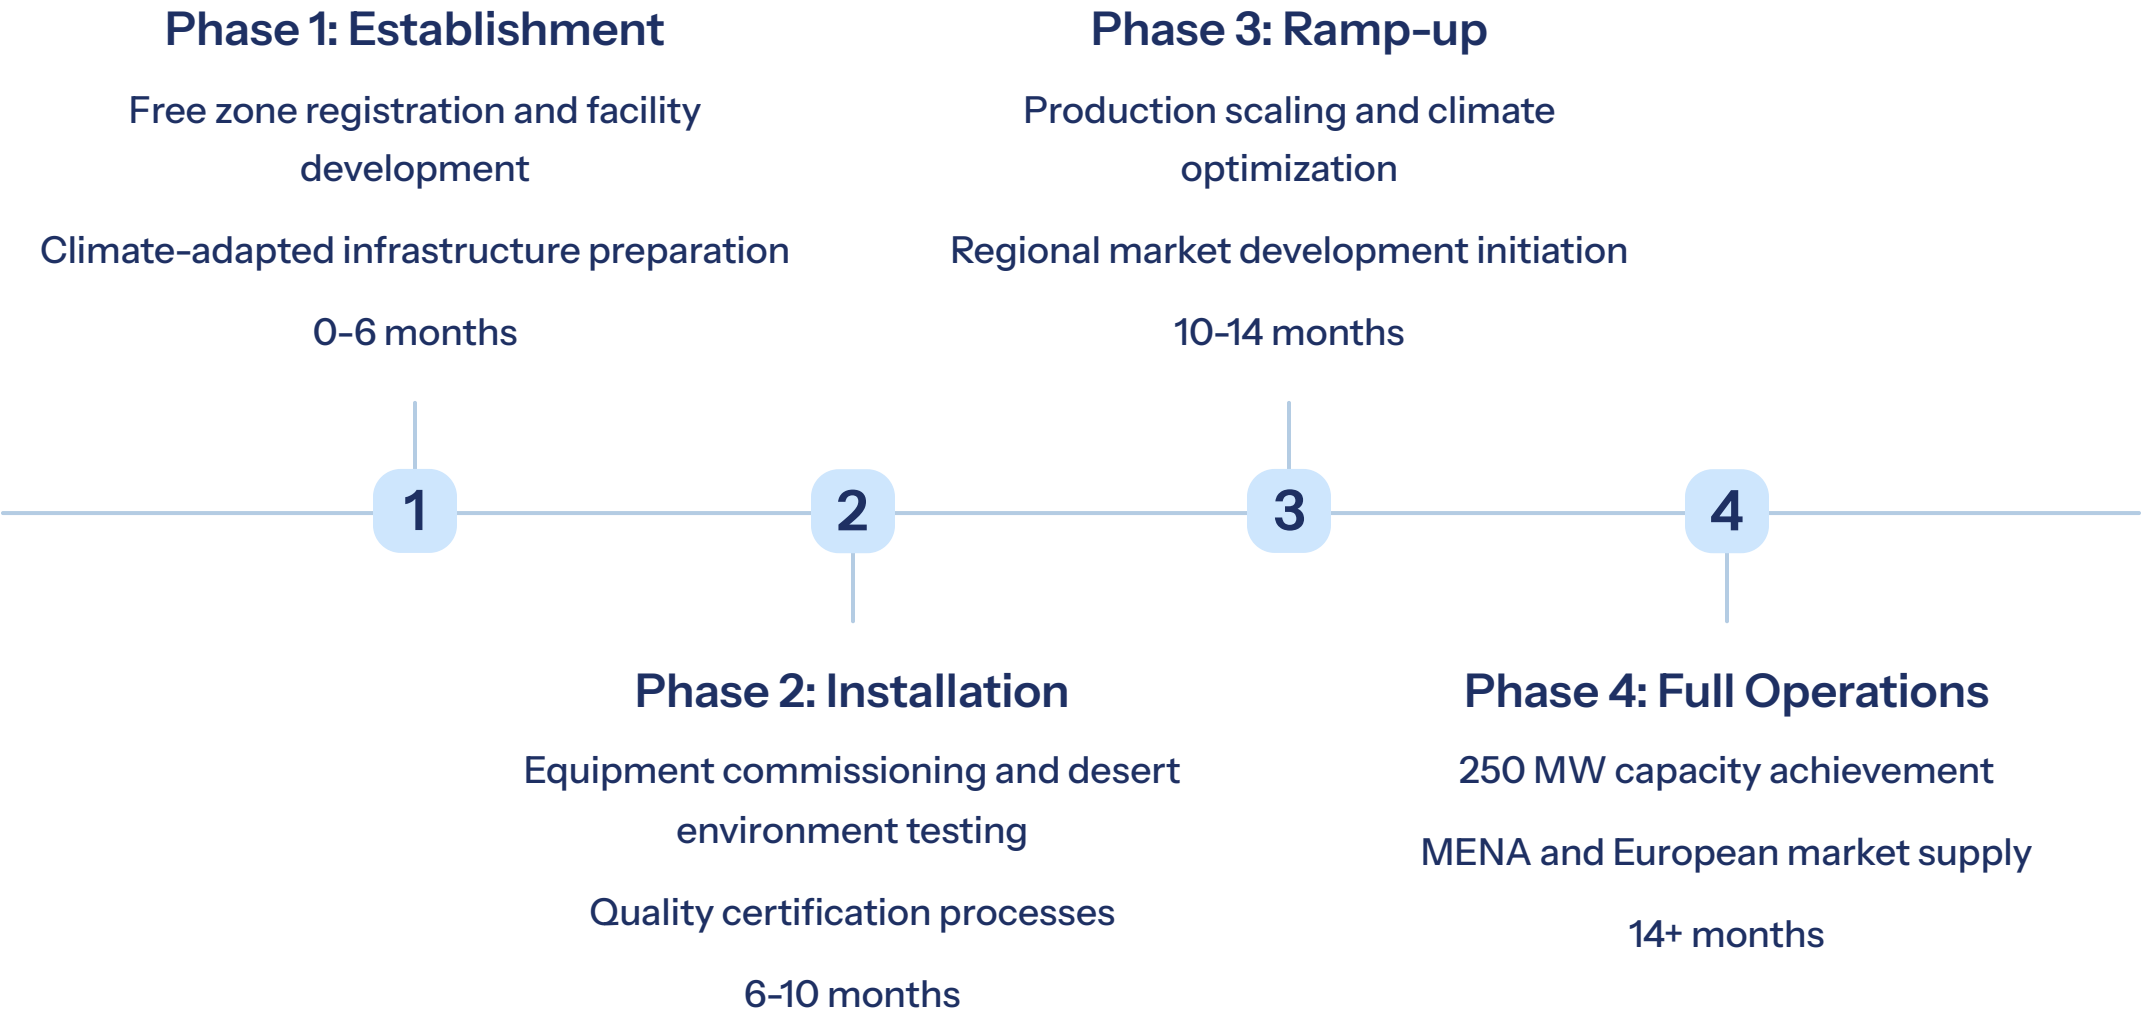 Phase 1: Establishment
Free zone registration and facility
development
Climate-adapted infrastructure preparation
0-6 months
Phase 3: Ramp-up
Production scaling and climate
optimization
Regional market development initiation
10-14 months
1
2
3
4
Phase 2: Installation
Equipment commissioning and desert
environment testing
Quality certification processes
6-10 months
Phase 4: Full Operations
250 MW capacity achievement
MENA and European market supply
14+ months